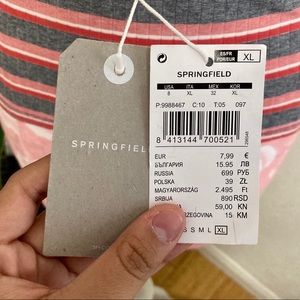 SPRINGFIELD
ES/FR
POR/EUR XL
SPRINGFIELD
USA ITA MEX KOR
8 XL 32 XL
P:9988467 C:10 T:05 097
8 413144 700521
EUR 7,99 €
БЪЛГАРИЯ 15.95 ЛВ
RUSSIA 699 РУБ
POLSKA 39 ZŁ
MAGYARORSZÁG 2.495 Ft
SRBIJA 890 RSD
59,00 KN
15 KM
S M L XL